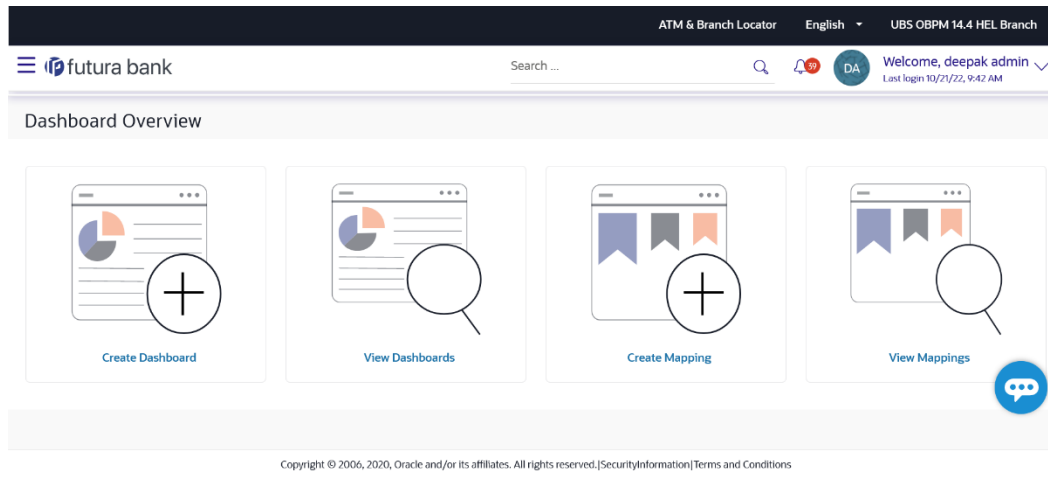 ATM & Branch Locator English UBS OBPM 14.4 HEL Branch
futura bank Search ... 39 DA Welcome, deepak admin
Last login 10/21/22, 9:42 AM
Dashboard Overview
Create Dashboard View Dashboards Create Mapping View Mappings
Copyright © 2006, 2020, Oracle and/or its affiliates. All rights reserved.|SecurityInformation|Terms and Conditions